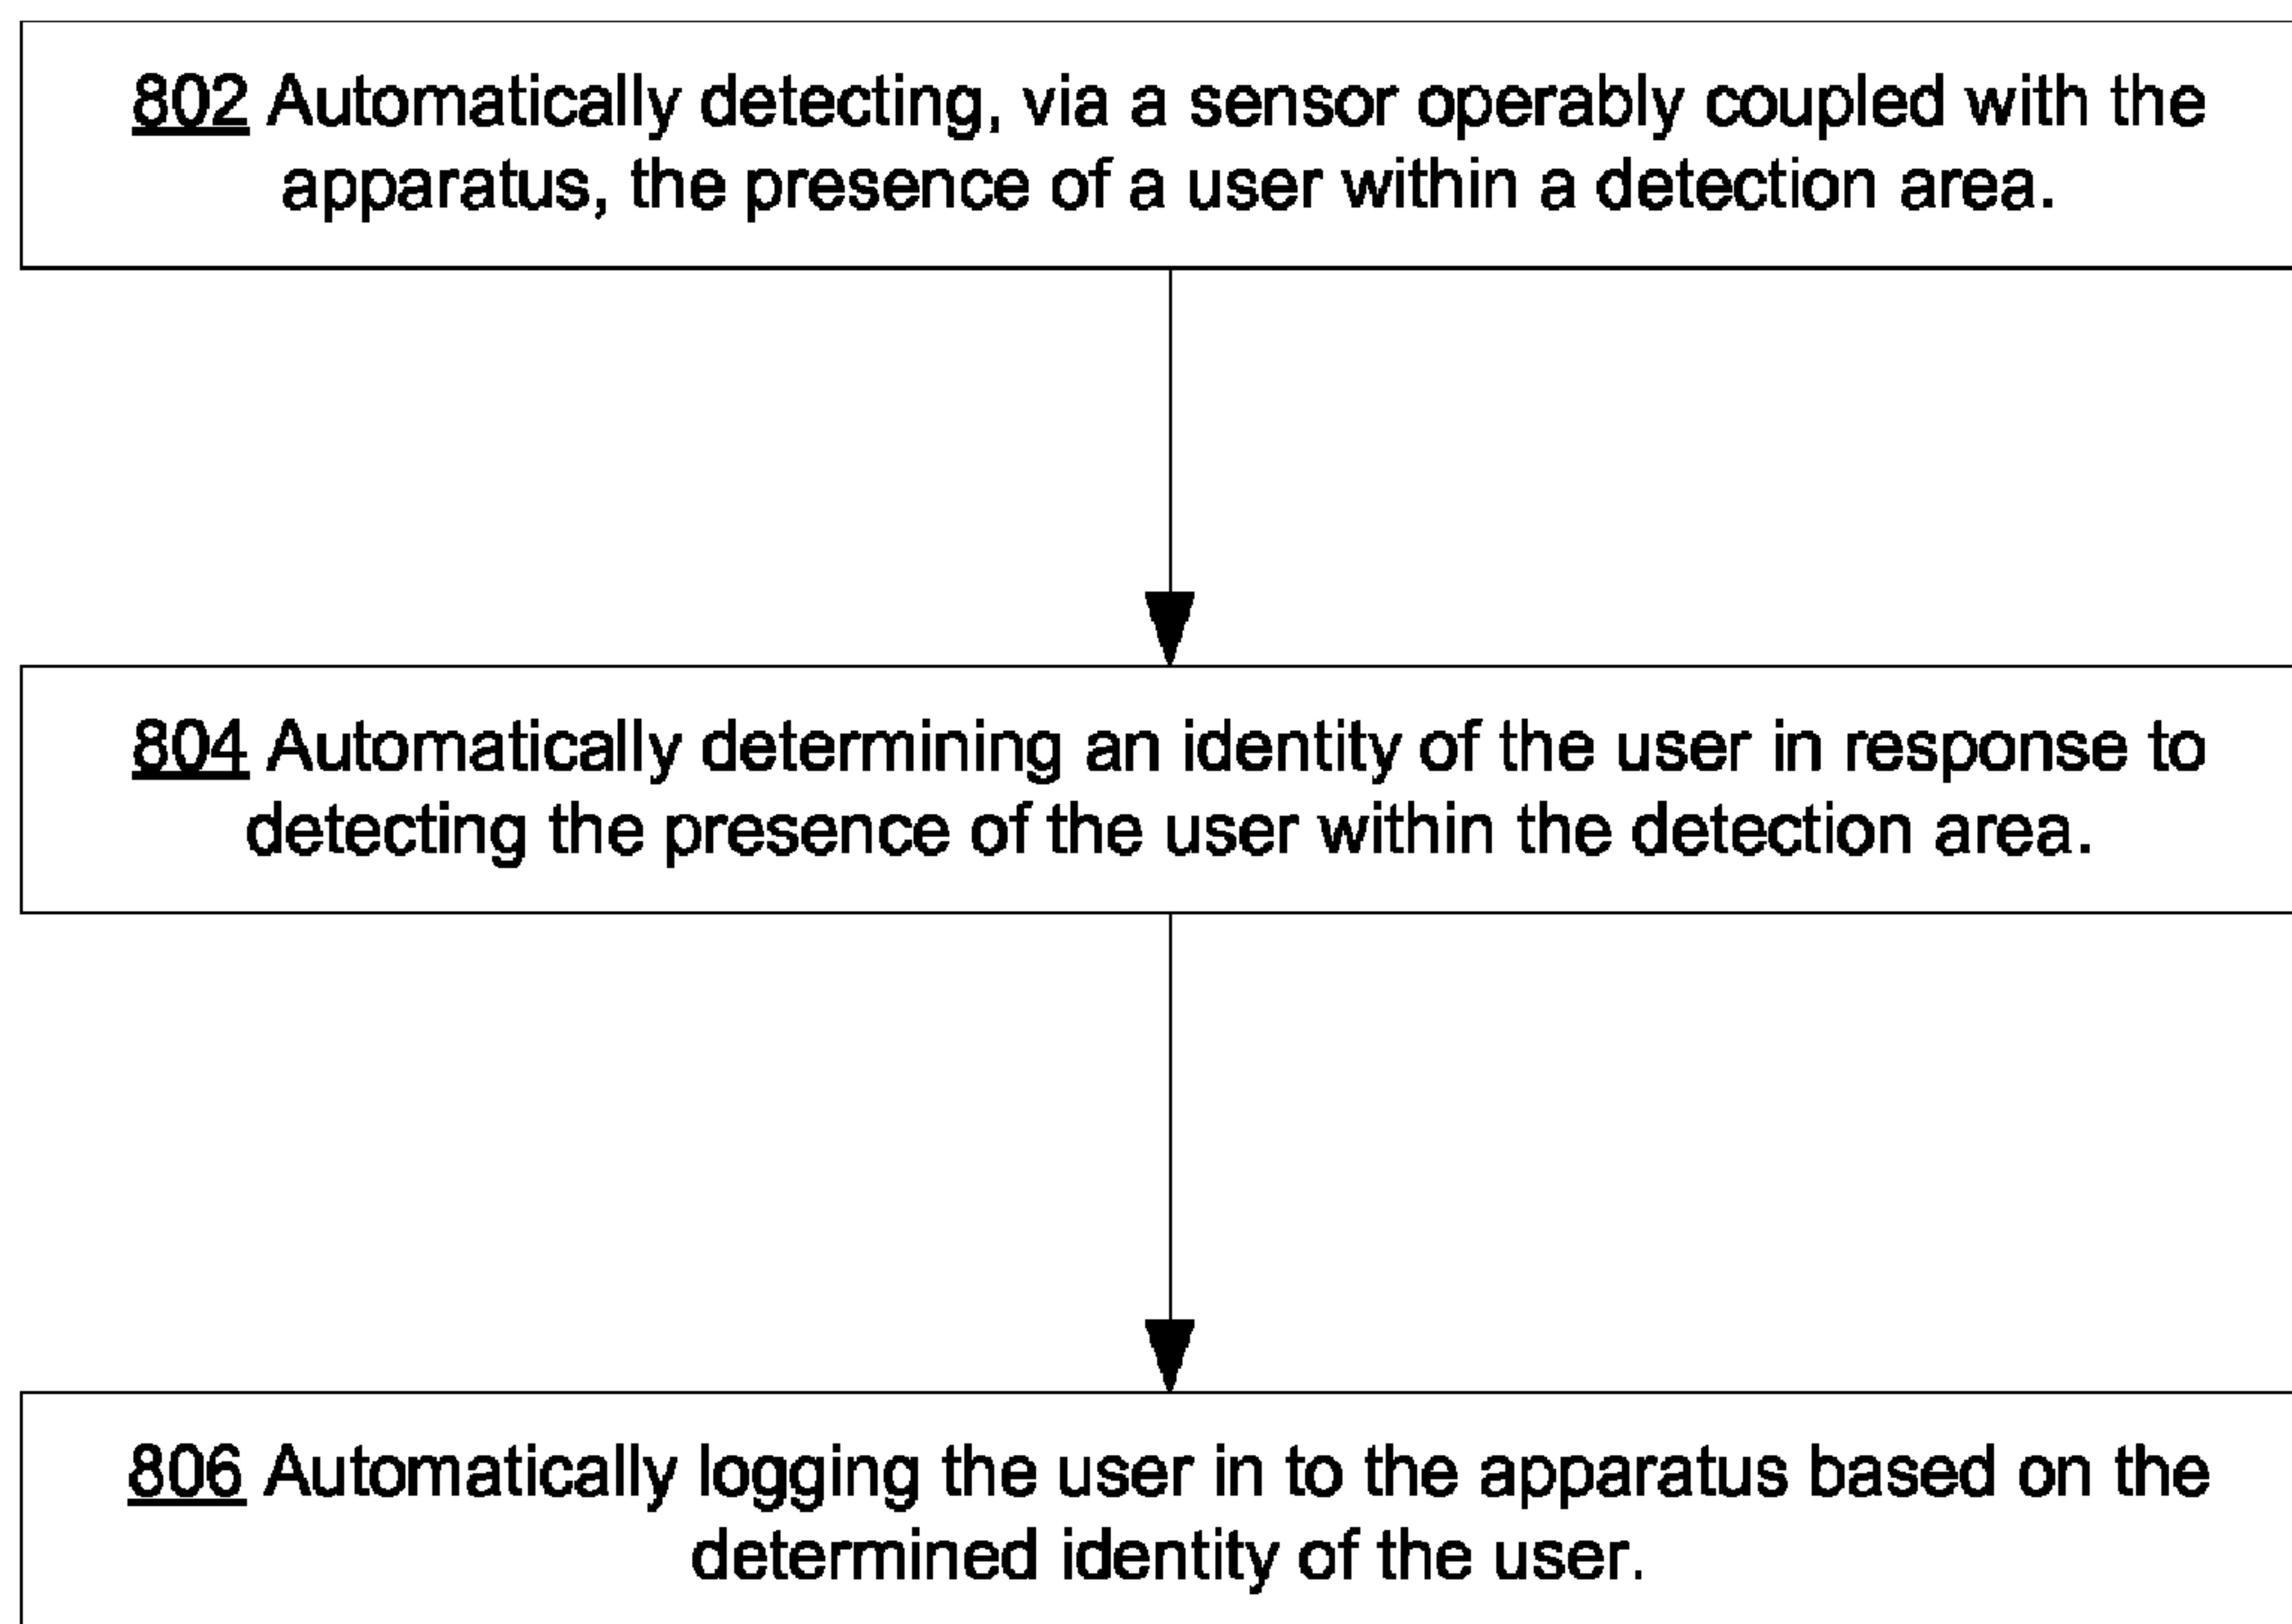 802 Automatically detecting, via a sensor operably coupled with the
apparatus, the presence of a user within a detection area.
804 Automatically determining an identity of the user in response to
detecting the presence of the user within the detection area.
806 Automatically logging the user in to the apparatus based on the
determined identity of the user.